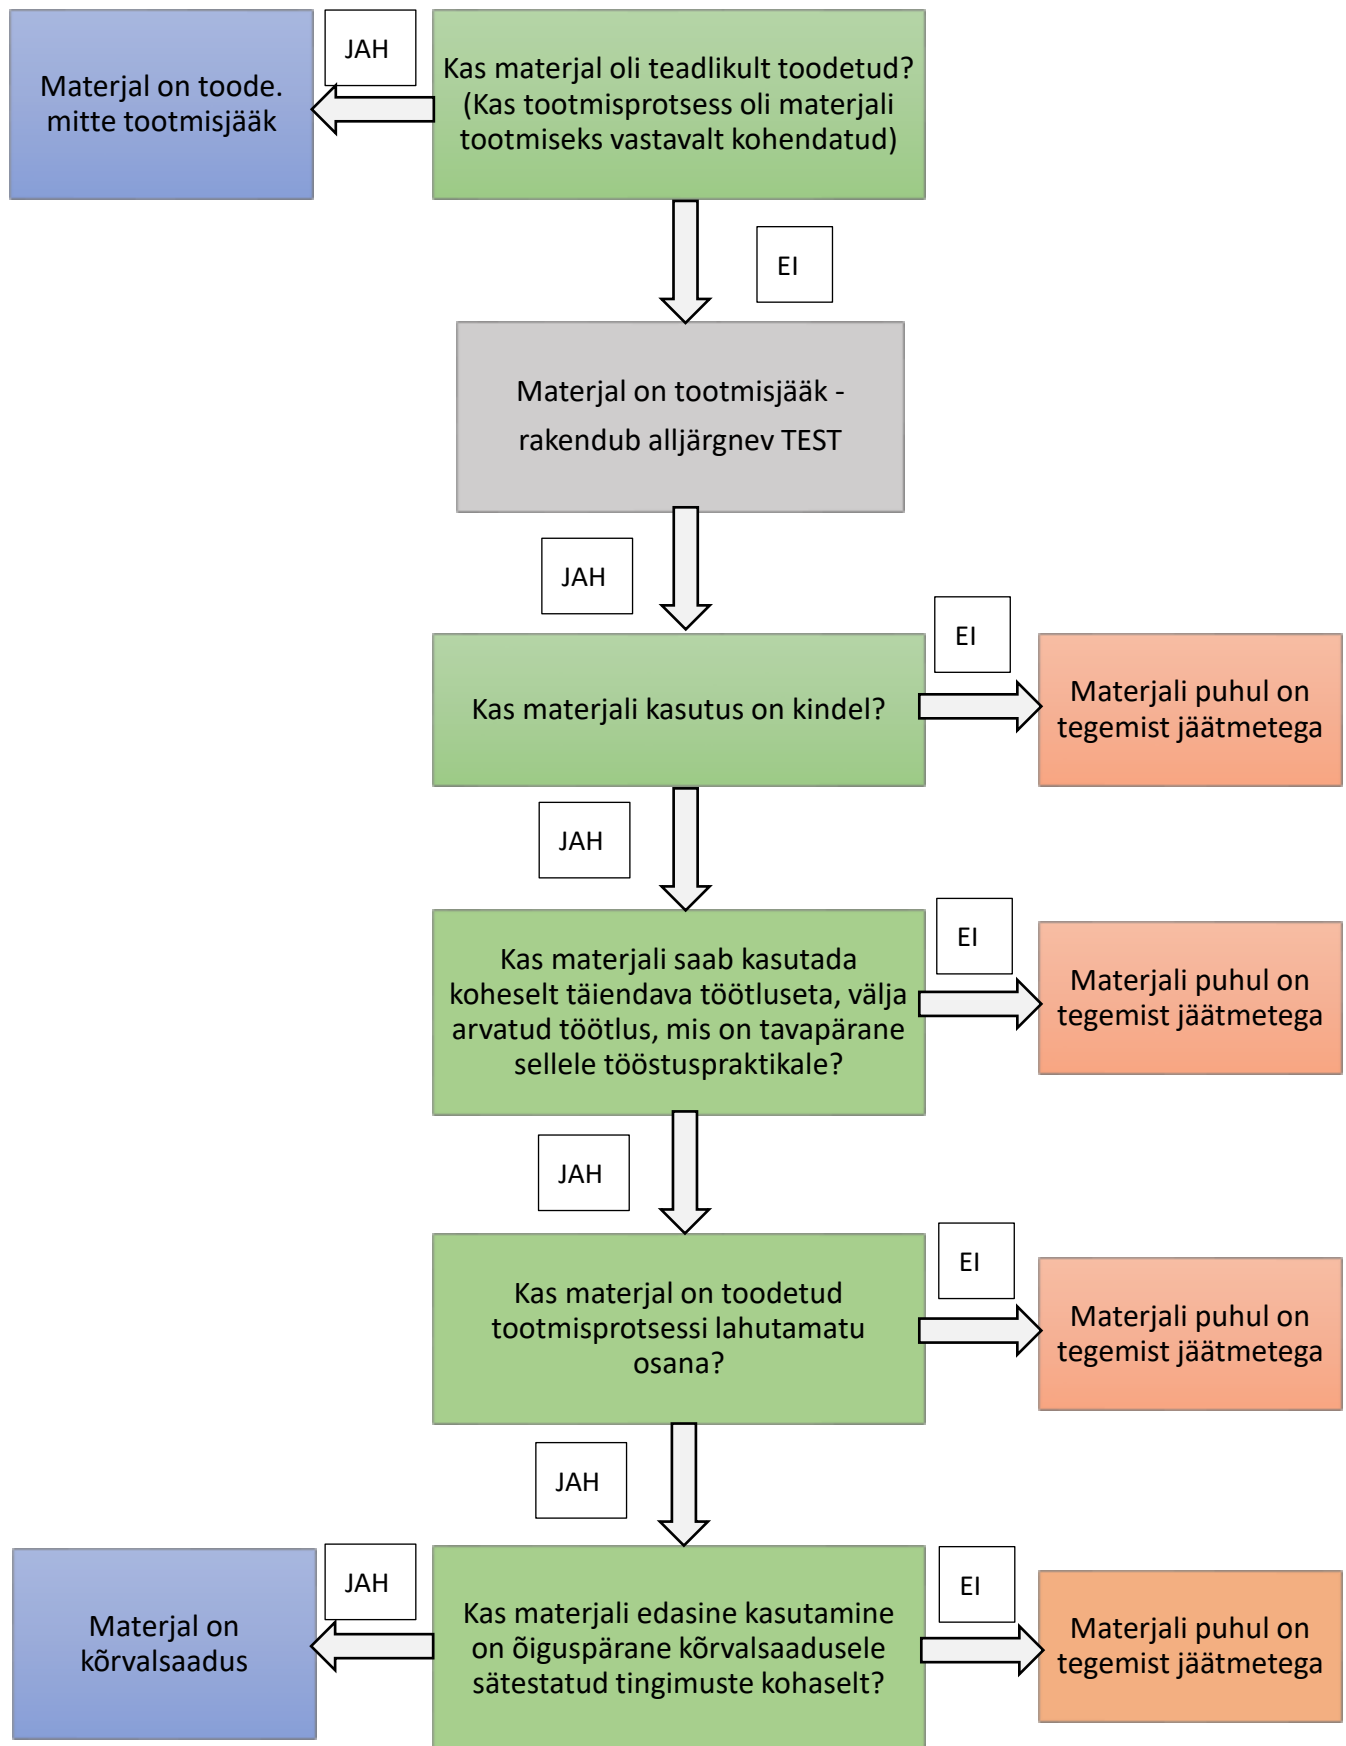 Materjal on toode.
mitte tootmisjääk
JAH
Kas materjal oli teadlikult toodetud?
(Kas tootmisprotsess oli materjali
tootmiseks vastavalt kohendatud)
EI
Materjal on tootmisjääk -
rakendub alljärgnev TEST
JAH
Kas materjali kasutus on kindel?
EI
Materjali puhul on
tegemist jäätmetega
JAH
Kas materjali saab kasutada
koheselt täiendava töötluseta, välja
arvatud töötlus, mis on tavapärane
sellele tööstuspraktikale?
EI
Materjali puhul on
tegemist jäätmetega
JAH
Kas materjal on toodetud
tootmisprotsessi lahutamatu
osana?
EI
Materjali puhul on
tegemist jäätmetega
JAH
Materjal on
kõrvalsaadus
JAH
Kas materjali edasine kasutamine
on õiguspärane kõrvalsaadusele
sätestatud tingimuste kohaselt?
EI
Materjali puhul on
tegemist jäätmetega